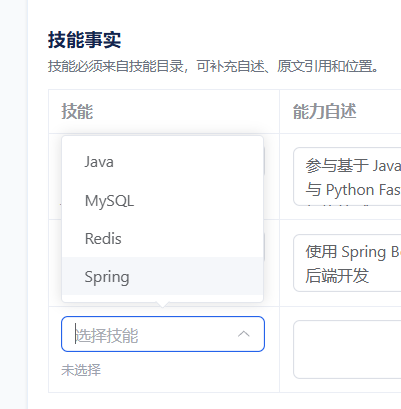 技能事实
技能必须来自技能目录，可补充自述、原文引用和位置。
技能
能力自述
Java
MySQL
Redis
Spring
参与基于 Java
与 Python Fas
使用 Spring B
后端开发
选择技能
未选择